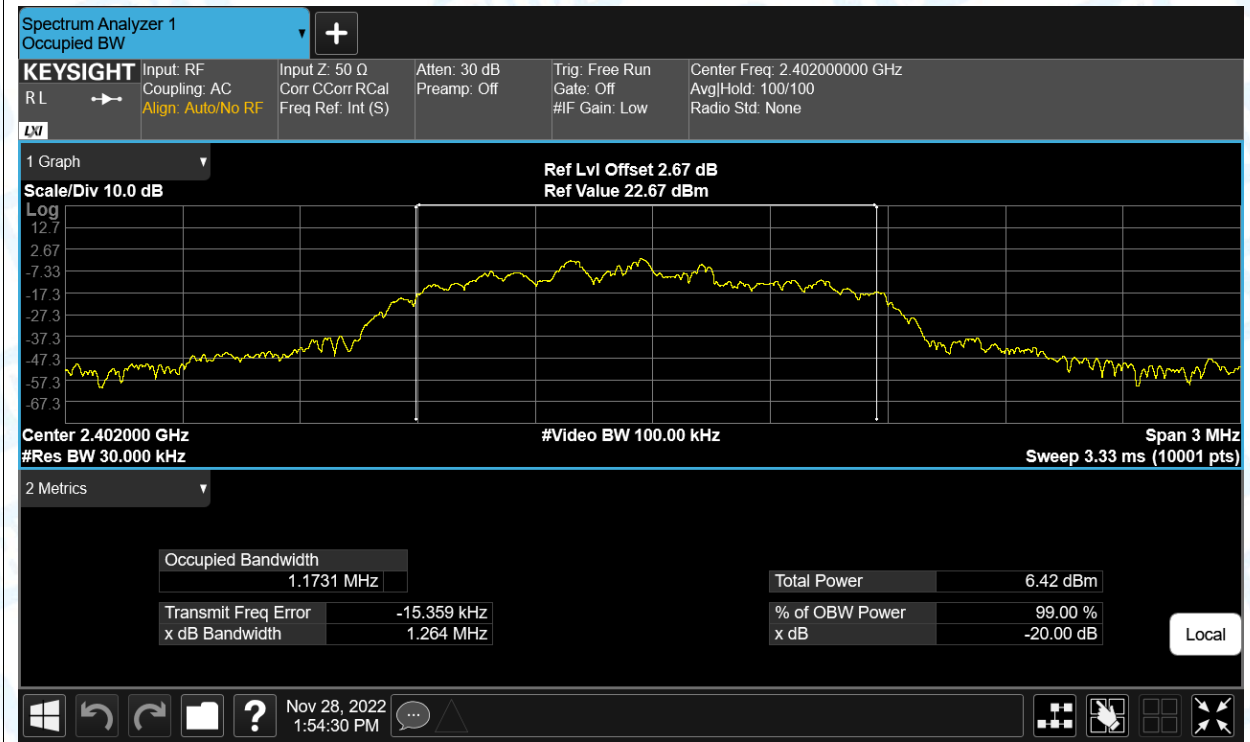 Spectrum Analyzer 1
Occupied BW
+
KEYSIGHT
R L
LXI
Input: RF
Coupling: AC
Align: Auto/No RF
Input Z: 50 Ω
Corr CCorr RCal
Freq Ref: Int (S)
Atten: 30 dB
Preamp: Off
Trig: Free Run
Gate: Off
#IF Gain: Low
Center Freq: 2.402000000 GHz
Avg|Hold: 100/100
Radio Std: None
1 Graph
Scale/Div 10.0 dB
Ref Lvl Offset 2.67 dB
Ref Value 22.67 dBm
Log
12.7
2.67
-7.33
-17.3
-27.3
-37.3
-47.3
-57.3
-67.3
Center 2.402000 GHz
#Video BW 100.00 kHz
Span 3 MHz
#Res BW 30.000 kHz
Sweep 3.33 ms (10001 pts)
2 Metrics
Occupied Bandwidth
1.1731 MHz
Transmit Freq Error -15.359 kHz
x dB Bandwidth 1.264 MHz
Total Power 6.42 dBm
% of OBW Power 99.00 %
x dB -20.00 dB
Local
?
Nov 28, 2022
1:54:30 PM